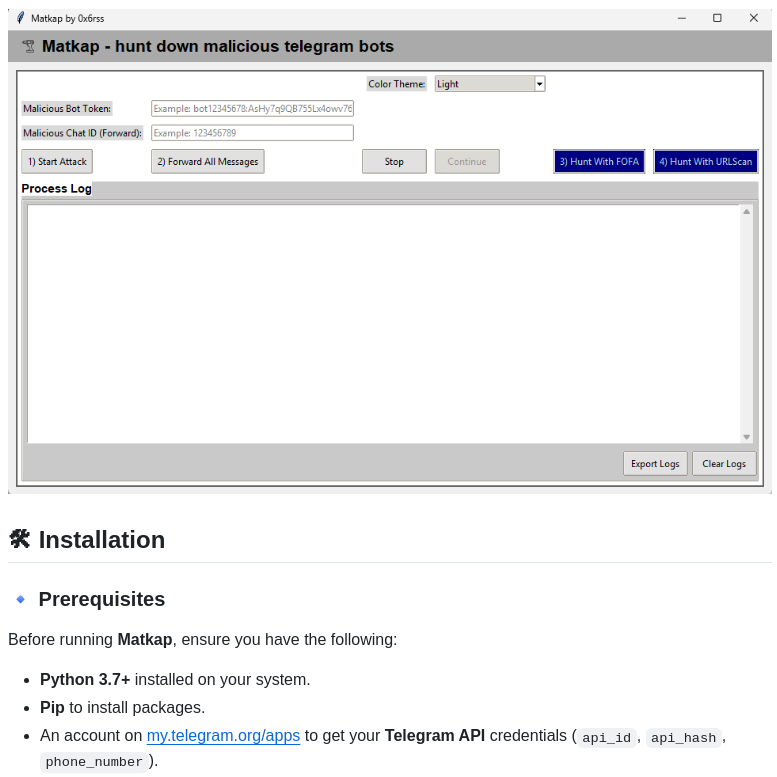 Matkap by 0x6rss
Matkap - hunt down malicious telegram bots
Color Theme: Light
Malicious Bot Token: Example: bot12345678:AsHy7q9QB755Lx4owv76
Malicious Chat ID (Forward): Example: 123456789
1) Start Attack 2) Forward All Messages Stop Continue 3) Hunt With FOFA 4) Hunt With URLScan
Process Log
Export Logs Clear Logs
🛠 Installation
🔹 Prerequisites
Before running Matkap, ensure you have the following:
• Python 3.7+ installed on your system.
• Pip to install packages.
• An account on my.telegram.org/apps to get your Telegram API credentials ( api_id , api_hash ,
phone_number ).